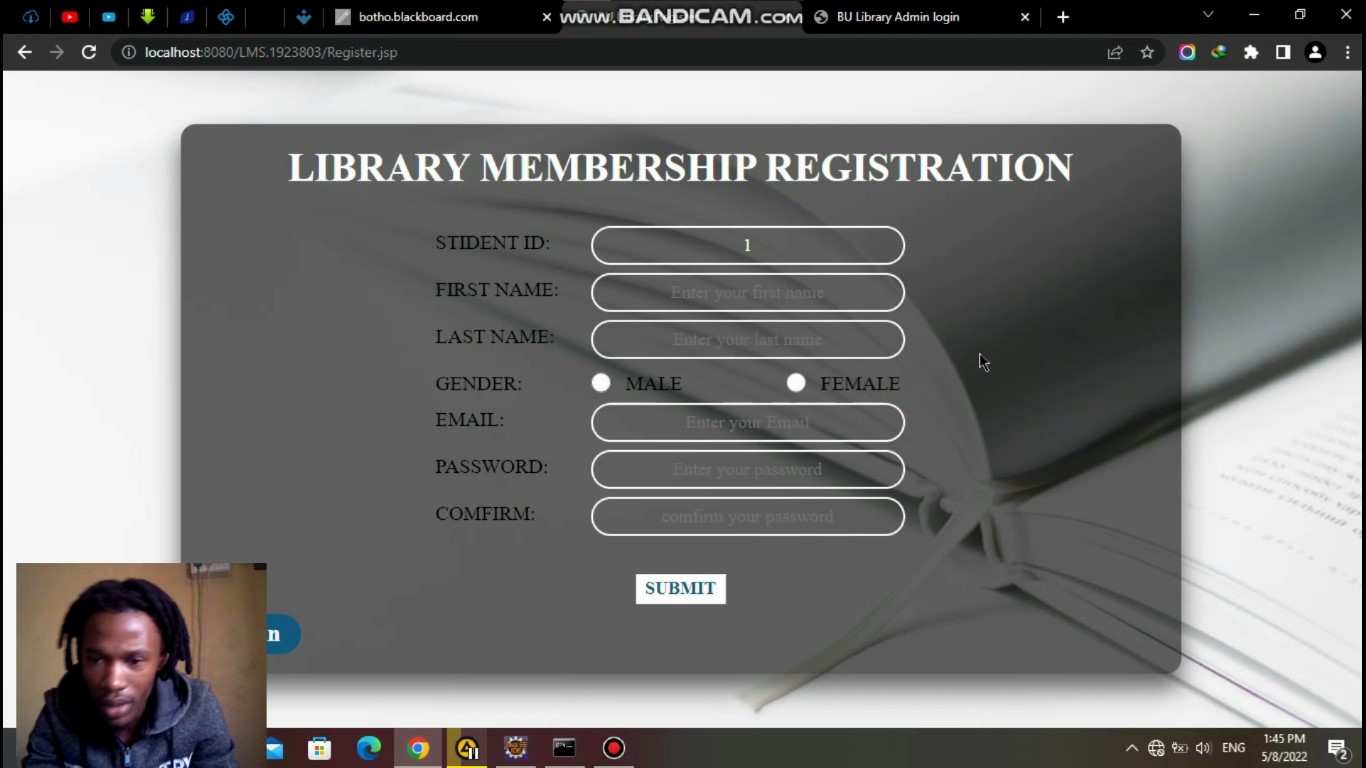 botho.blackboard.com
WWW.BANDICAM.COM
BU Library Admin login
localhost:8080/LMS.1923803/Register.jsp
LIBRARY MEMBERSHIP REGISTRATION
STIDENT ID: 1
FIRST NAME: Enter your first name
LAST NAME: Enter your last name
GENDER: MALE FEMALE
EMAIL: Enter your Email
PASSWORD: Enter your password
COMFIRM: comfirm your password
SUBMIT
n
ENG
1:45 PM
5/8/2022
2